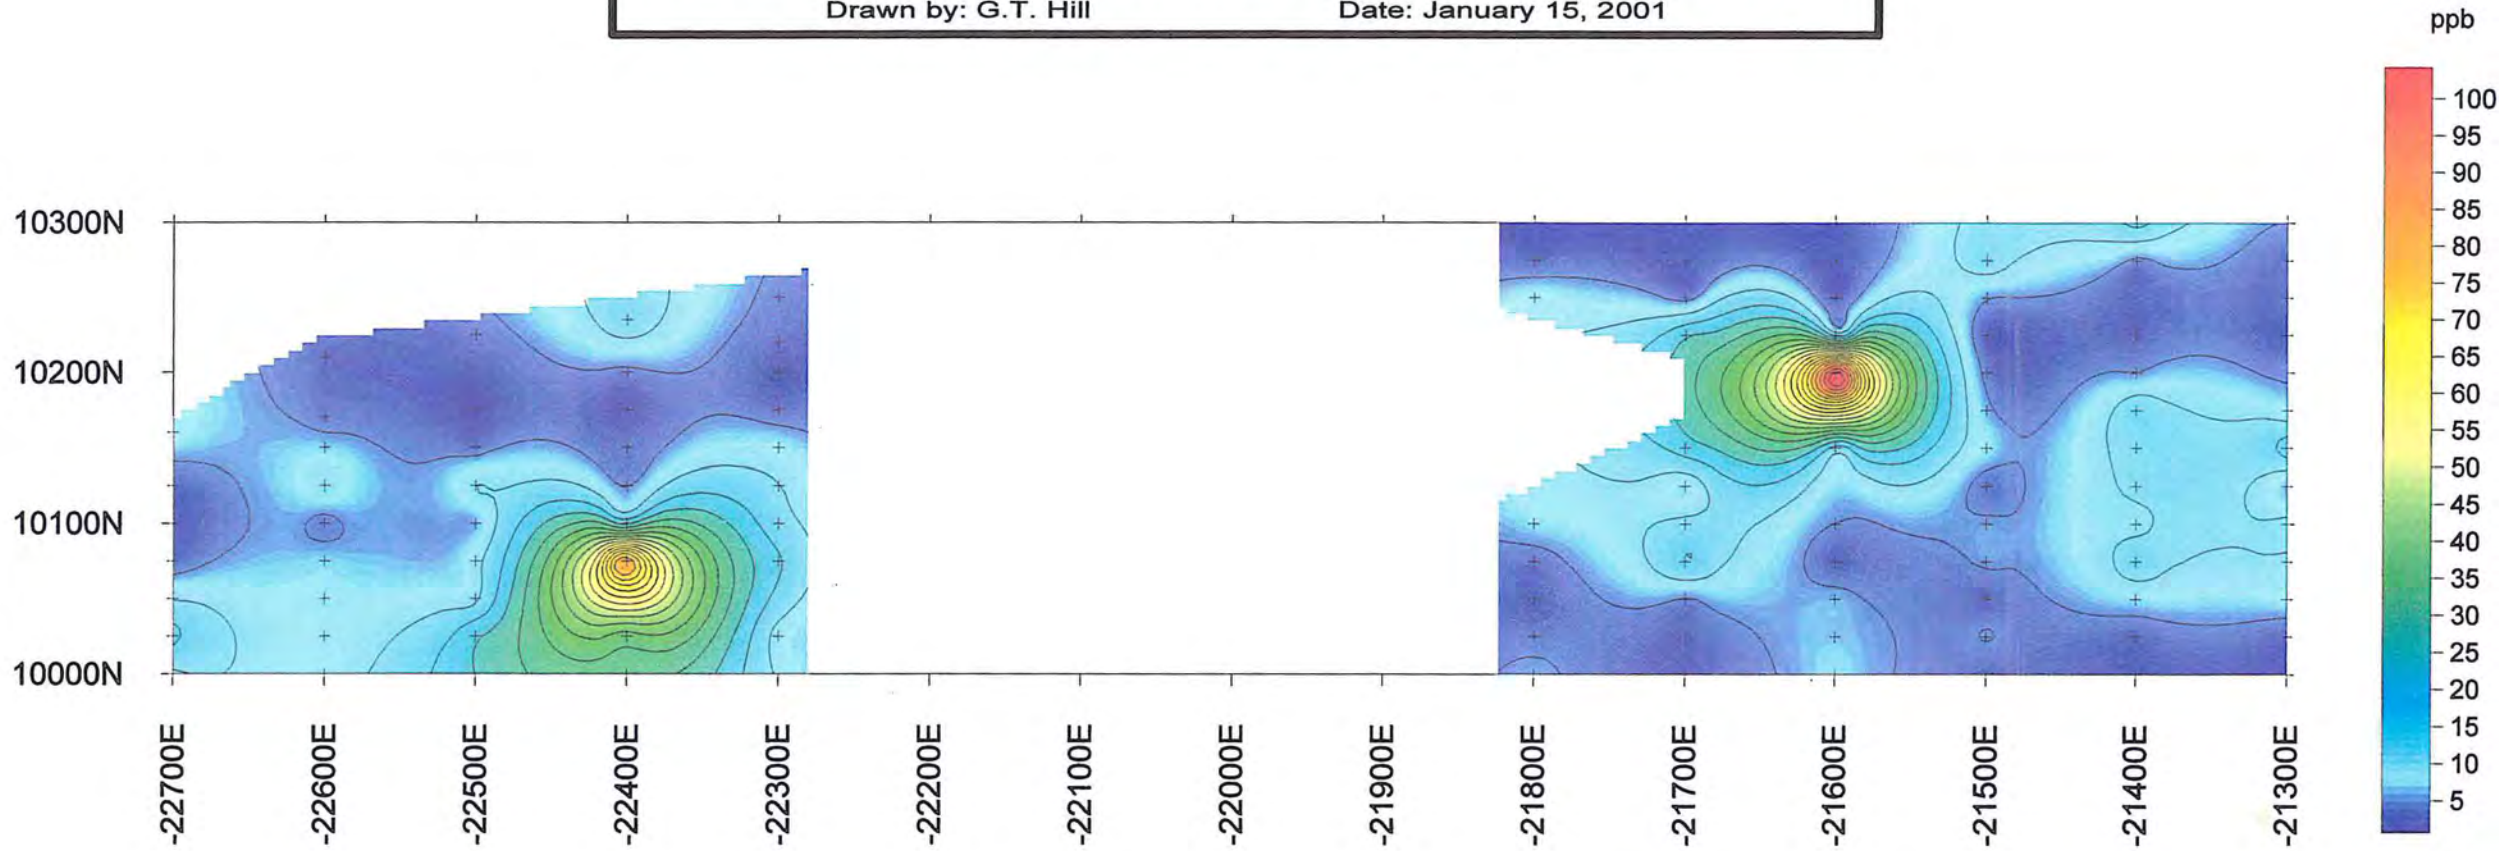 Drawn by: G.T. Hill Date: January 15, 2001
ppb
100
95
90
85
80
75
70
65
60
55
50
45
40
35
30
25
20
15
10
5
10300N
10200N
10100N
10000N
-22700E
-22600E
-22500E
-22400E
-22300E
-22200E
-22100E
-22000E
-21900E
-21800E
-21700E
-21600E
-21500E
-21400E
-21300E